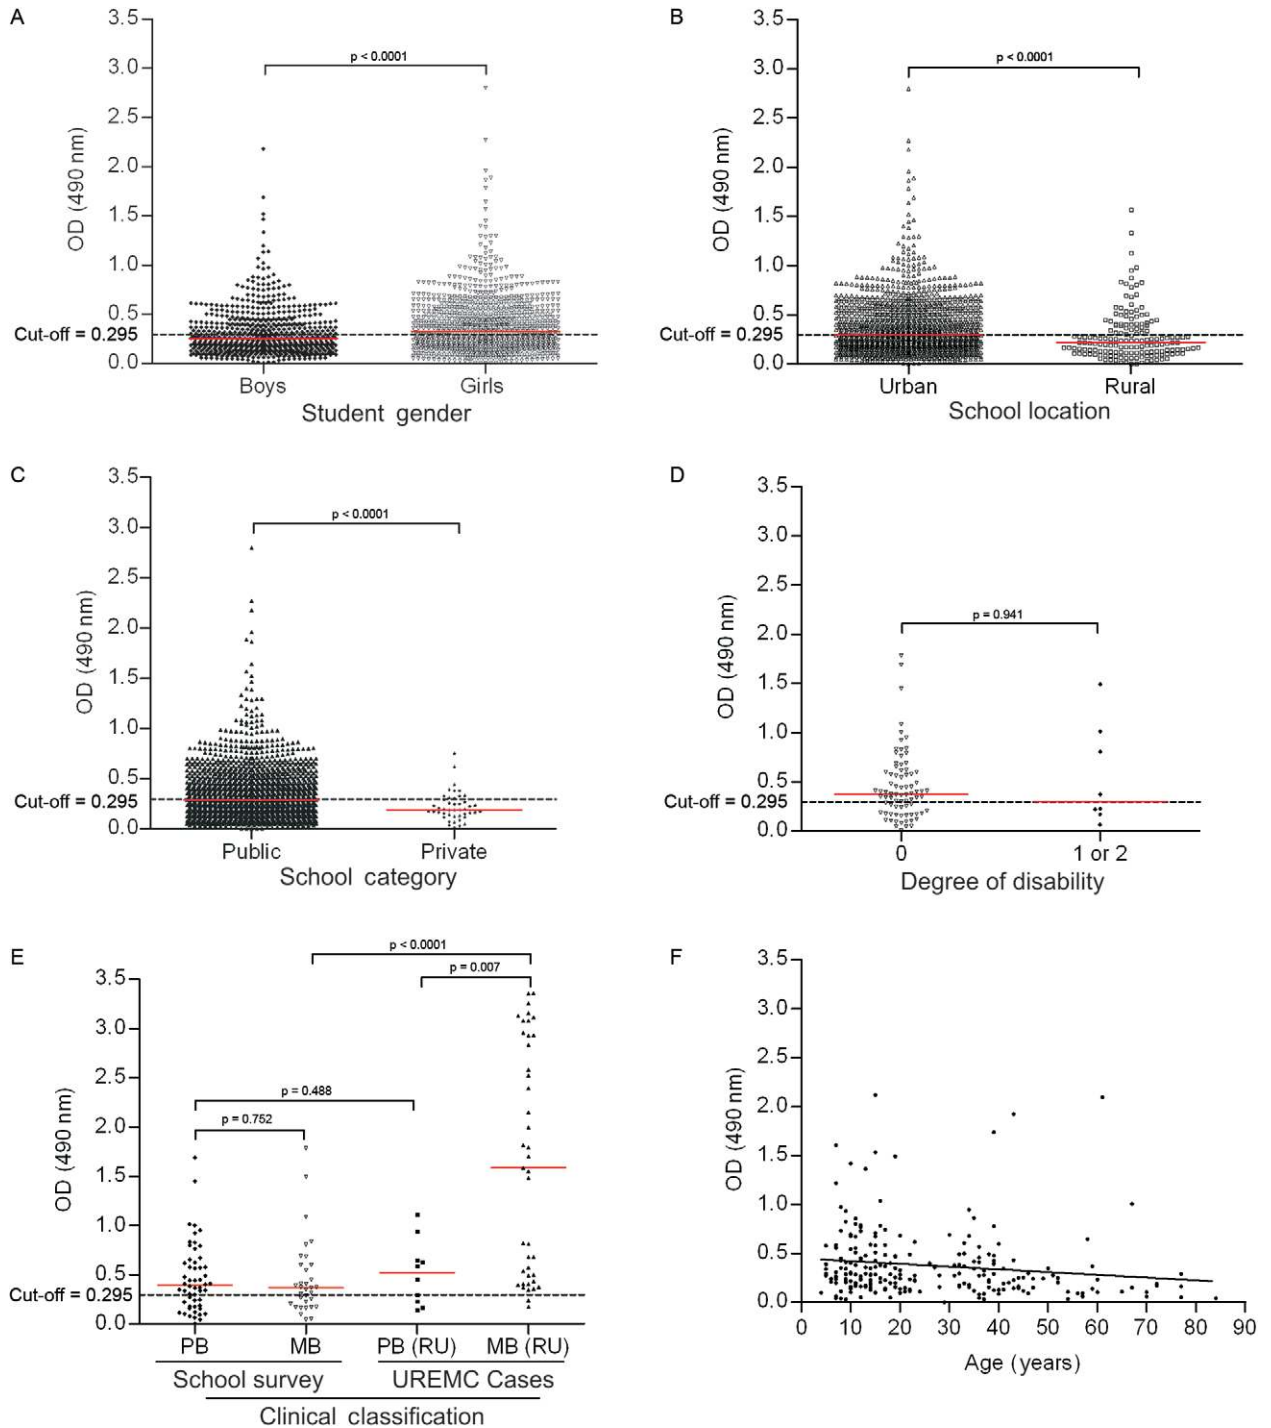 A
OD (490 nm)
3.5
3.0
2.5
2.0
1.5
1.0
0.5
0.0
Cut-off = 0.295
p < 0.0001
Boys Girls
Student gender
B
OD (490 nm)
3.5
3.0
2.5
2.0
1.5
1.0
0.5
0.0
Cut-off = 0.295
p < 0.0001
Urban Rural
School location
C
OD (490 nm)
3.5
3.0
2.5
2.0
1.5
1.0
0.5
0.0
Cut-off = 0.295
p < 0.0001
Public Private
School category
D
OD (490 nm)
3.5
3.0
2.5
2.0
1.5
1.0
0.5
0.0
Cut-off = 0.295
p = 0.941
0 1 or 2
Degree of disability
E
OD (490 nm)
3.5
3.0
2.5
2.0
1.5
1.0
0.5
0.0
Cut-off = 0.295
p < 0.0001
p = 0.007
p = 0.488
p = 0.752
PB MB PB (RU) MB (RU)
School survey UREMC Cases
Clinical classification
F
OD (490 nm)
3.5
3.0
2.5
2.0
1.5
1.0
0.5
0.0
0 10 20 30 40 50 60 70 80 90
Age (years)